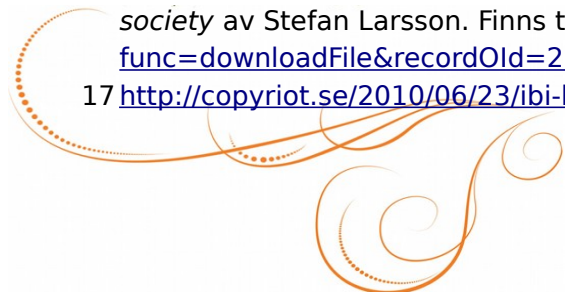 society av Stefan Larsson. Finns t
func=downloadFile&recordOId=2
17 http://copyriot.se/2010/06/23/ibi-